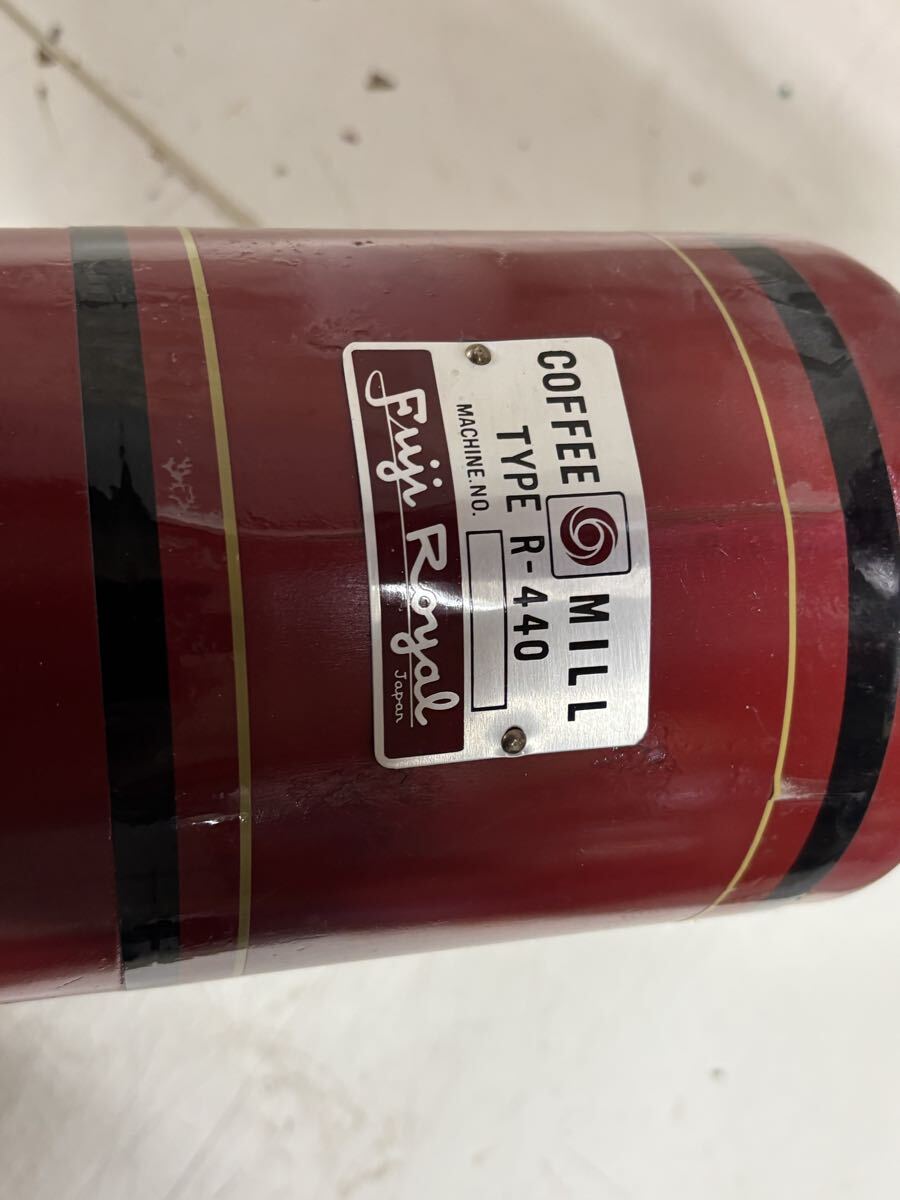 COFFEE MILL
TYPE R-440
MACHINE.NO.
Fuji Royal
Japan